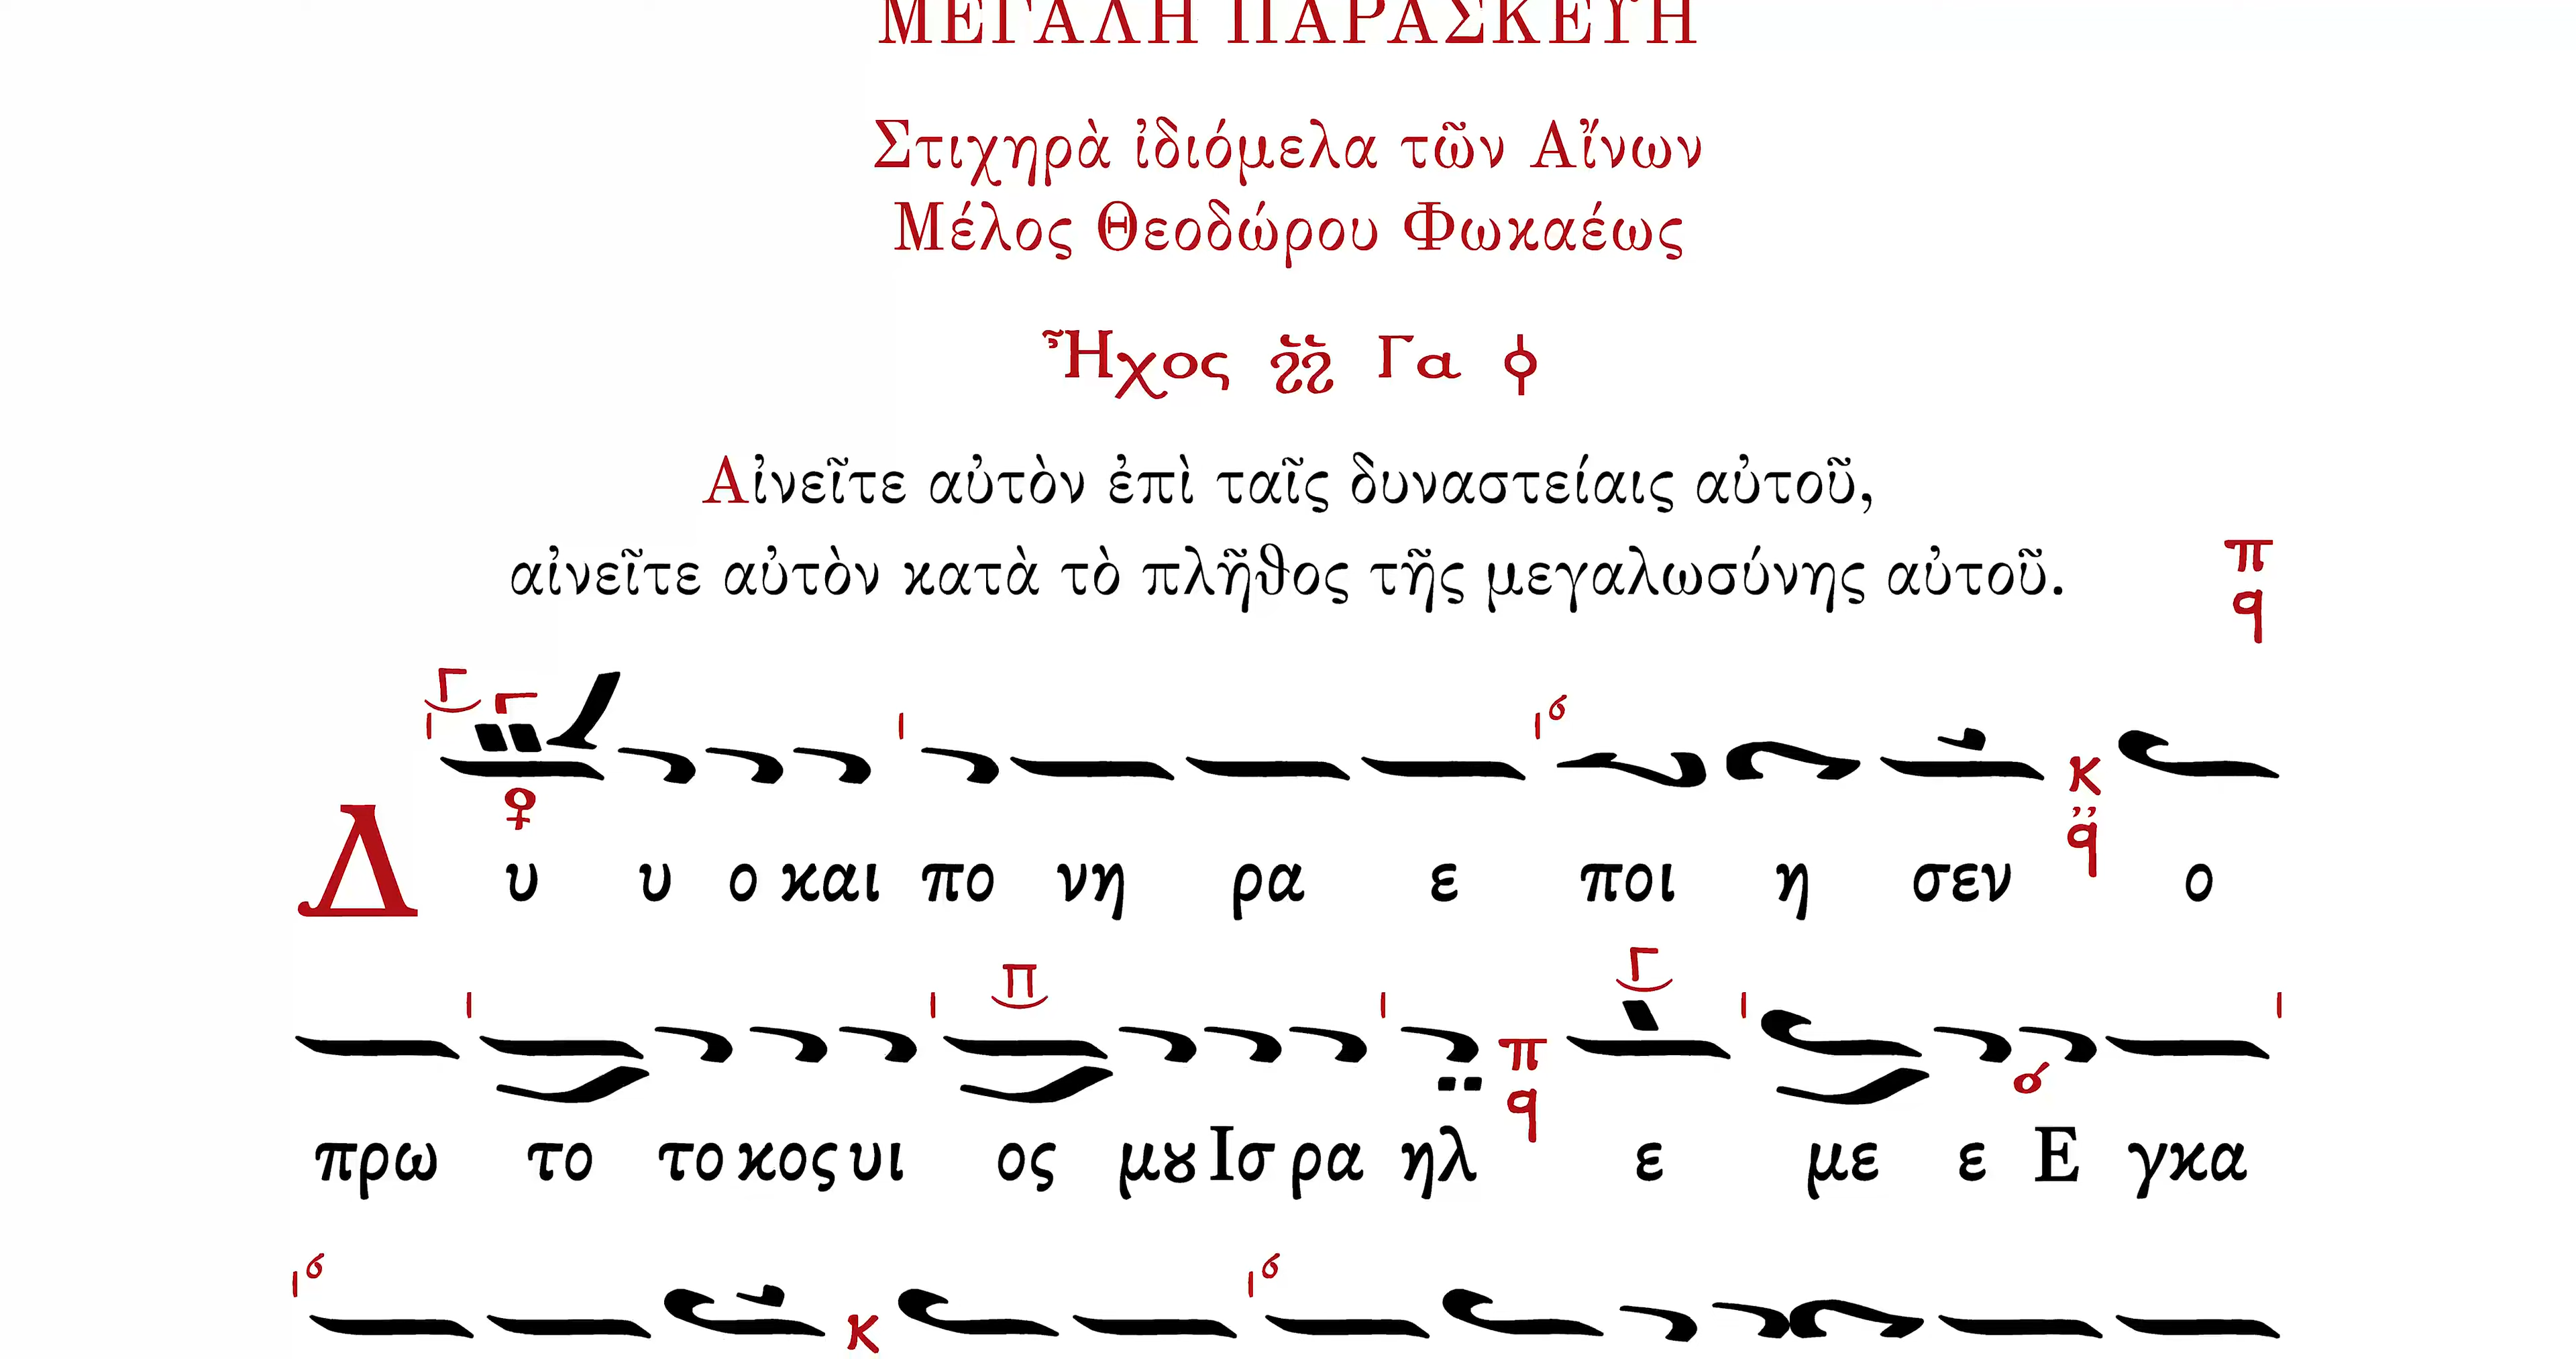 ΜΕΓΑΛΗ ΠΑΡΑΣΚΕΥΗ
Στιχηρὰ ἰδιόμελα τῶν Αἴνων
Μέλος Θεοδώρου Φωκαέως
Ἦχος Γα
Αἰνεῖτε αὐτὸν ἐπὶ ταῖς δυναστείαις αὐτοῦ,
αἰνεῖτε αὐτὸν κατὰ τὸ πλῆθος τῆς μεγαλωσύνης αὐτοῦ.
Δυ υ ο και πο νη ρα ε ποι η σεν ο
πρω το το κος υι ος μȣ Ισ ρα ηλ ε με ε Ε γκα